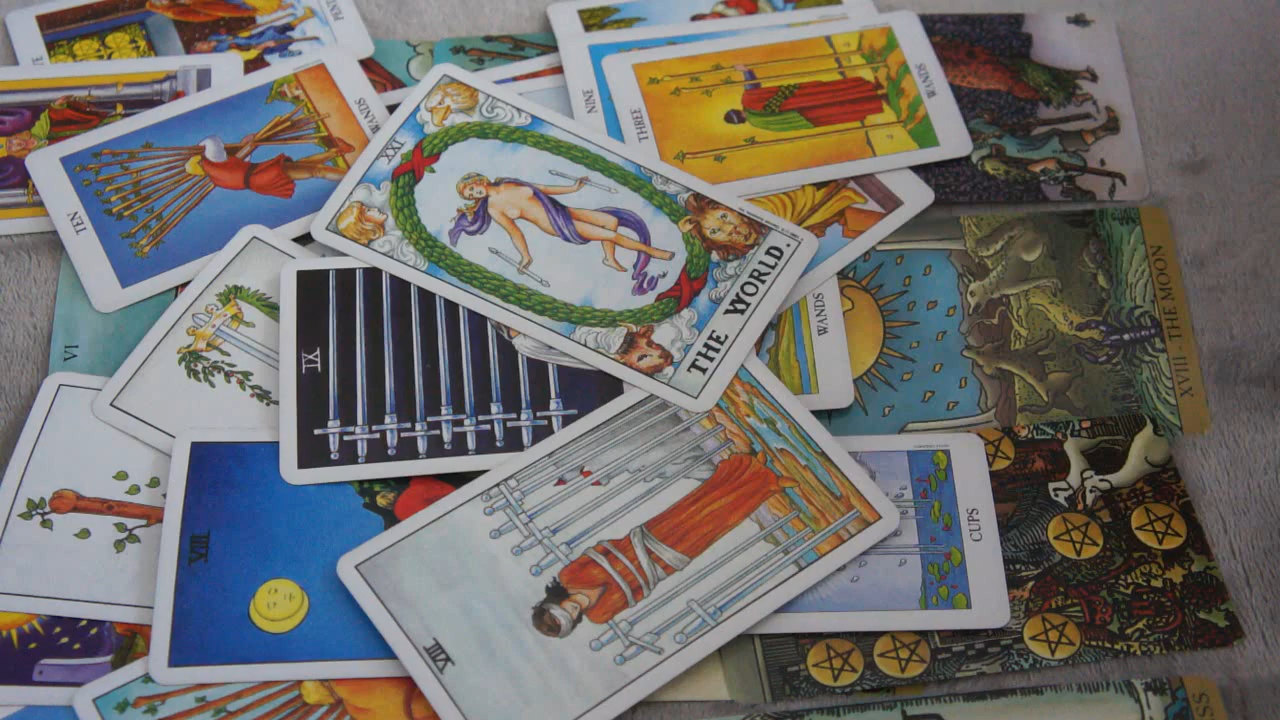 WANDS
TEN
VI
XXI
THE WORLD.
NINE
THREE
WANDS
WANDS
XVIII - THE MOON
IX
VIII
VIII
CUPS